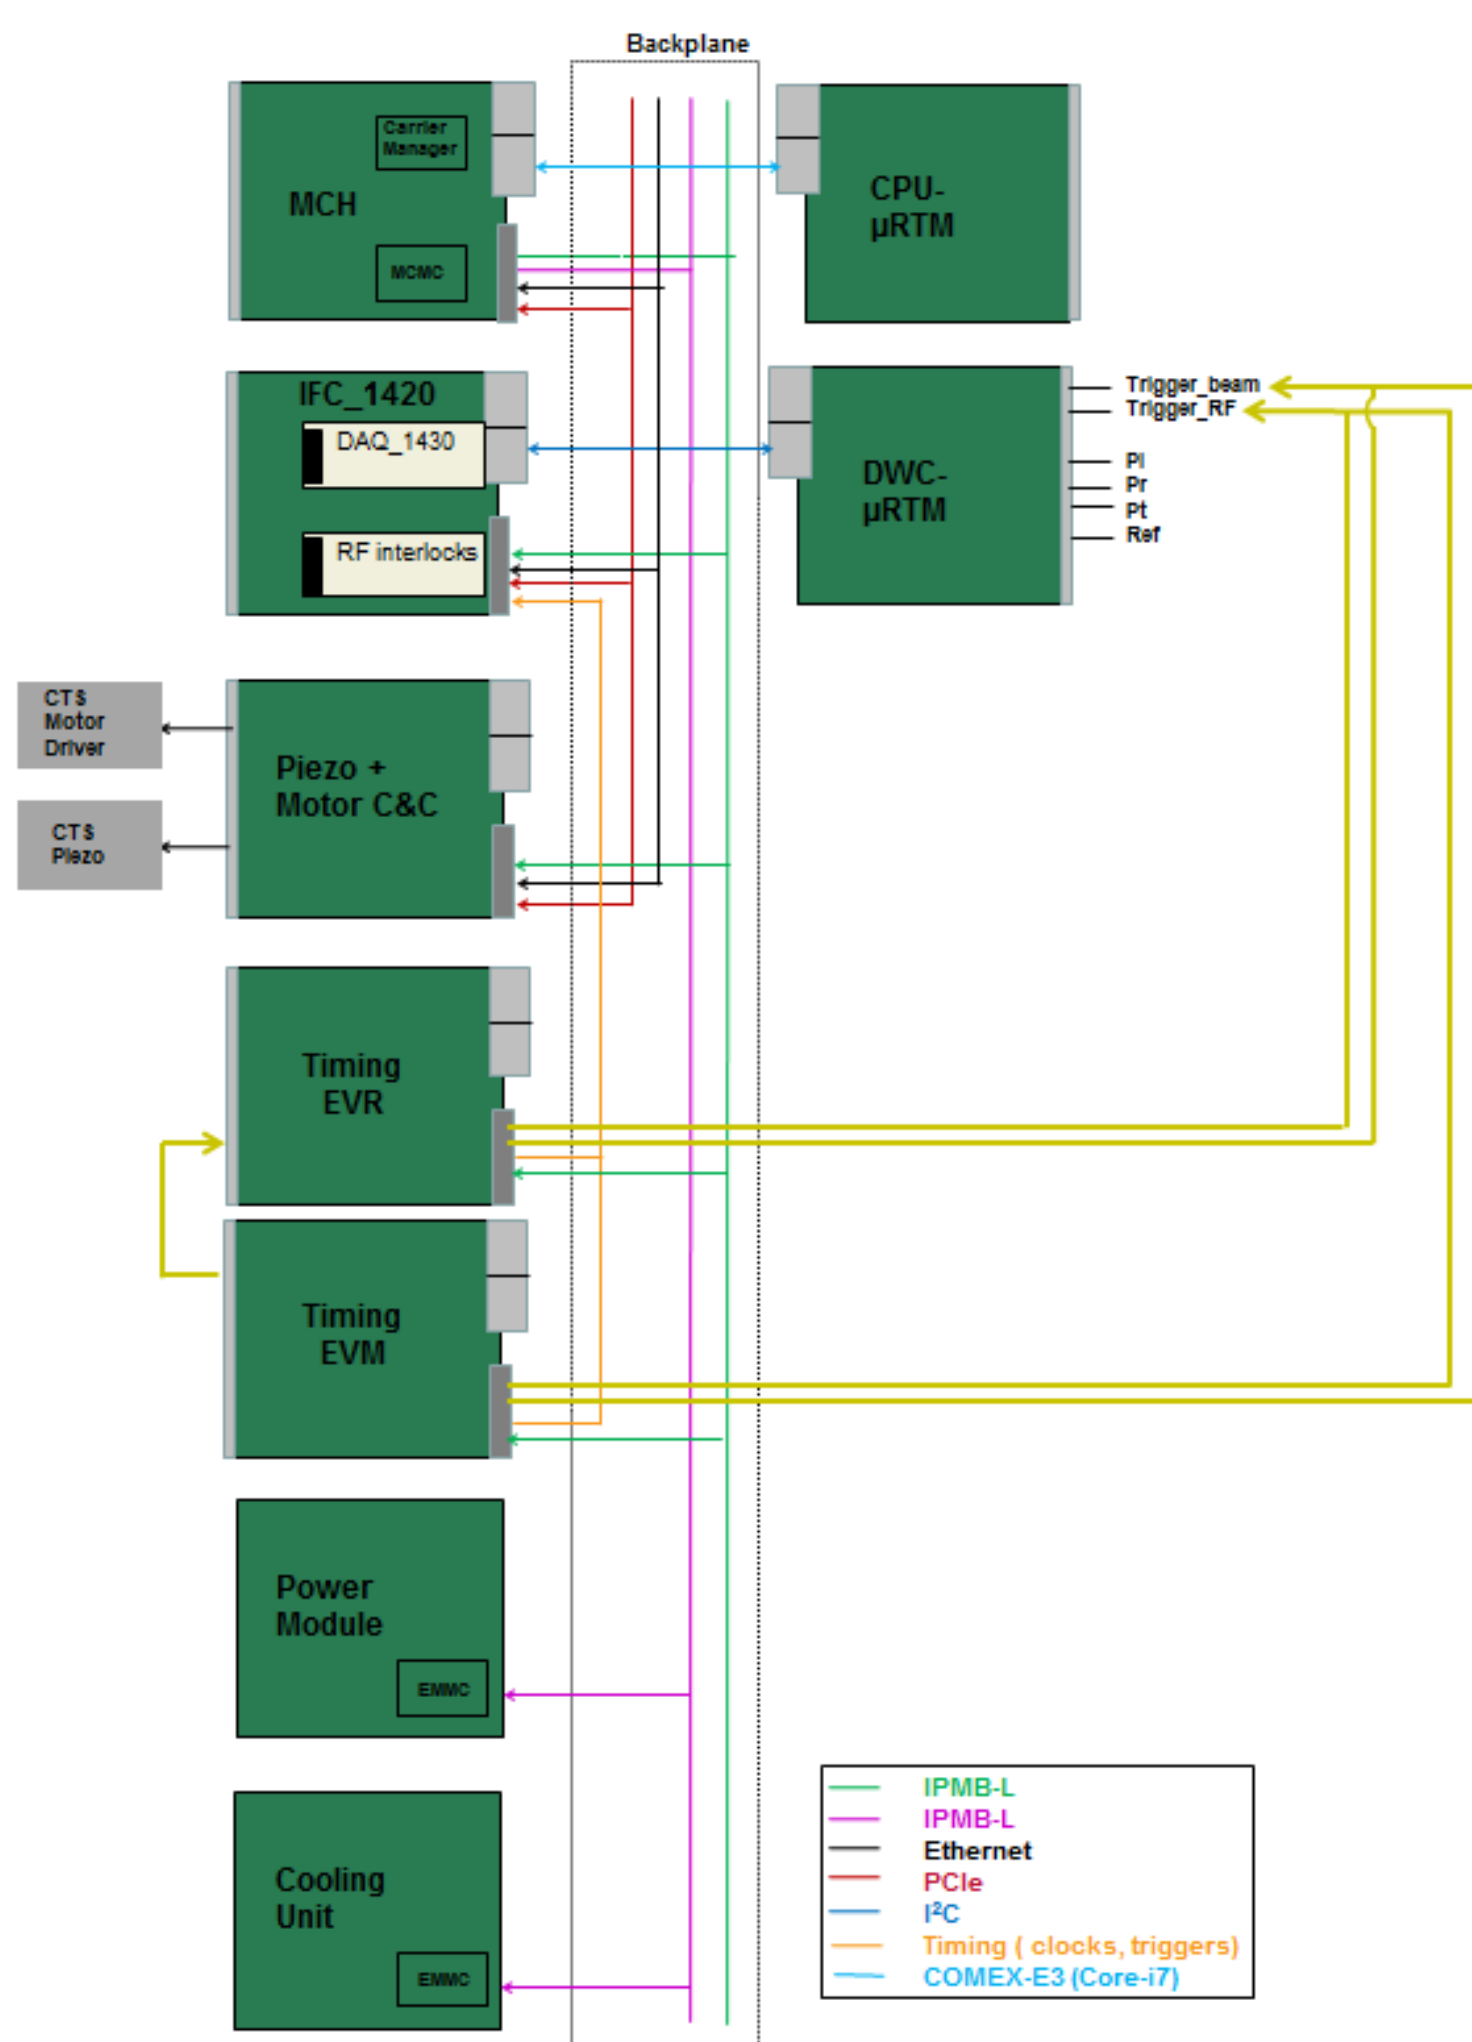 Backplane
Carrier
Manager
MCH
MCMC
CPU-
µRTM
IFC_1420
DAQ_1430
RF interlocks
DWC-
µRTM
Trigger_beam
Trigger_RF
Pi
Pr
Pt
Ref
CTS
Motor
Driver
CTS
Piezo
Piezo +
Motor C&C
Timing
EVR
Timing
EVM
Power
Module
EMMC
Cooling
Unit
EMMC
IPMB-L
IPMB-L
Ethernet
PCIe
I²C
Timing ( clocks, triggers)
COMEX-E3 (Core-i7)